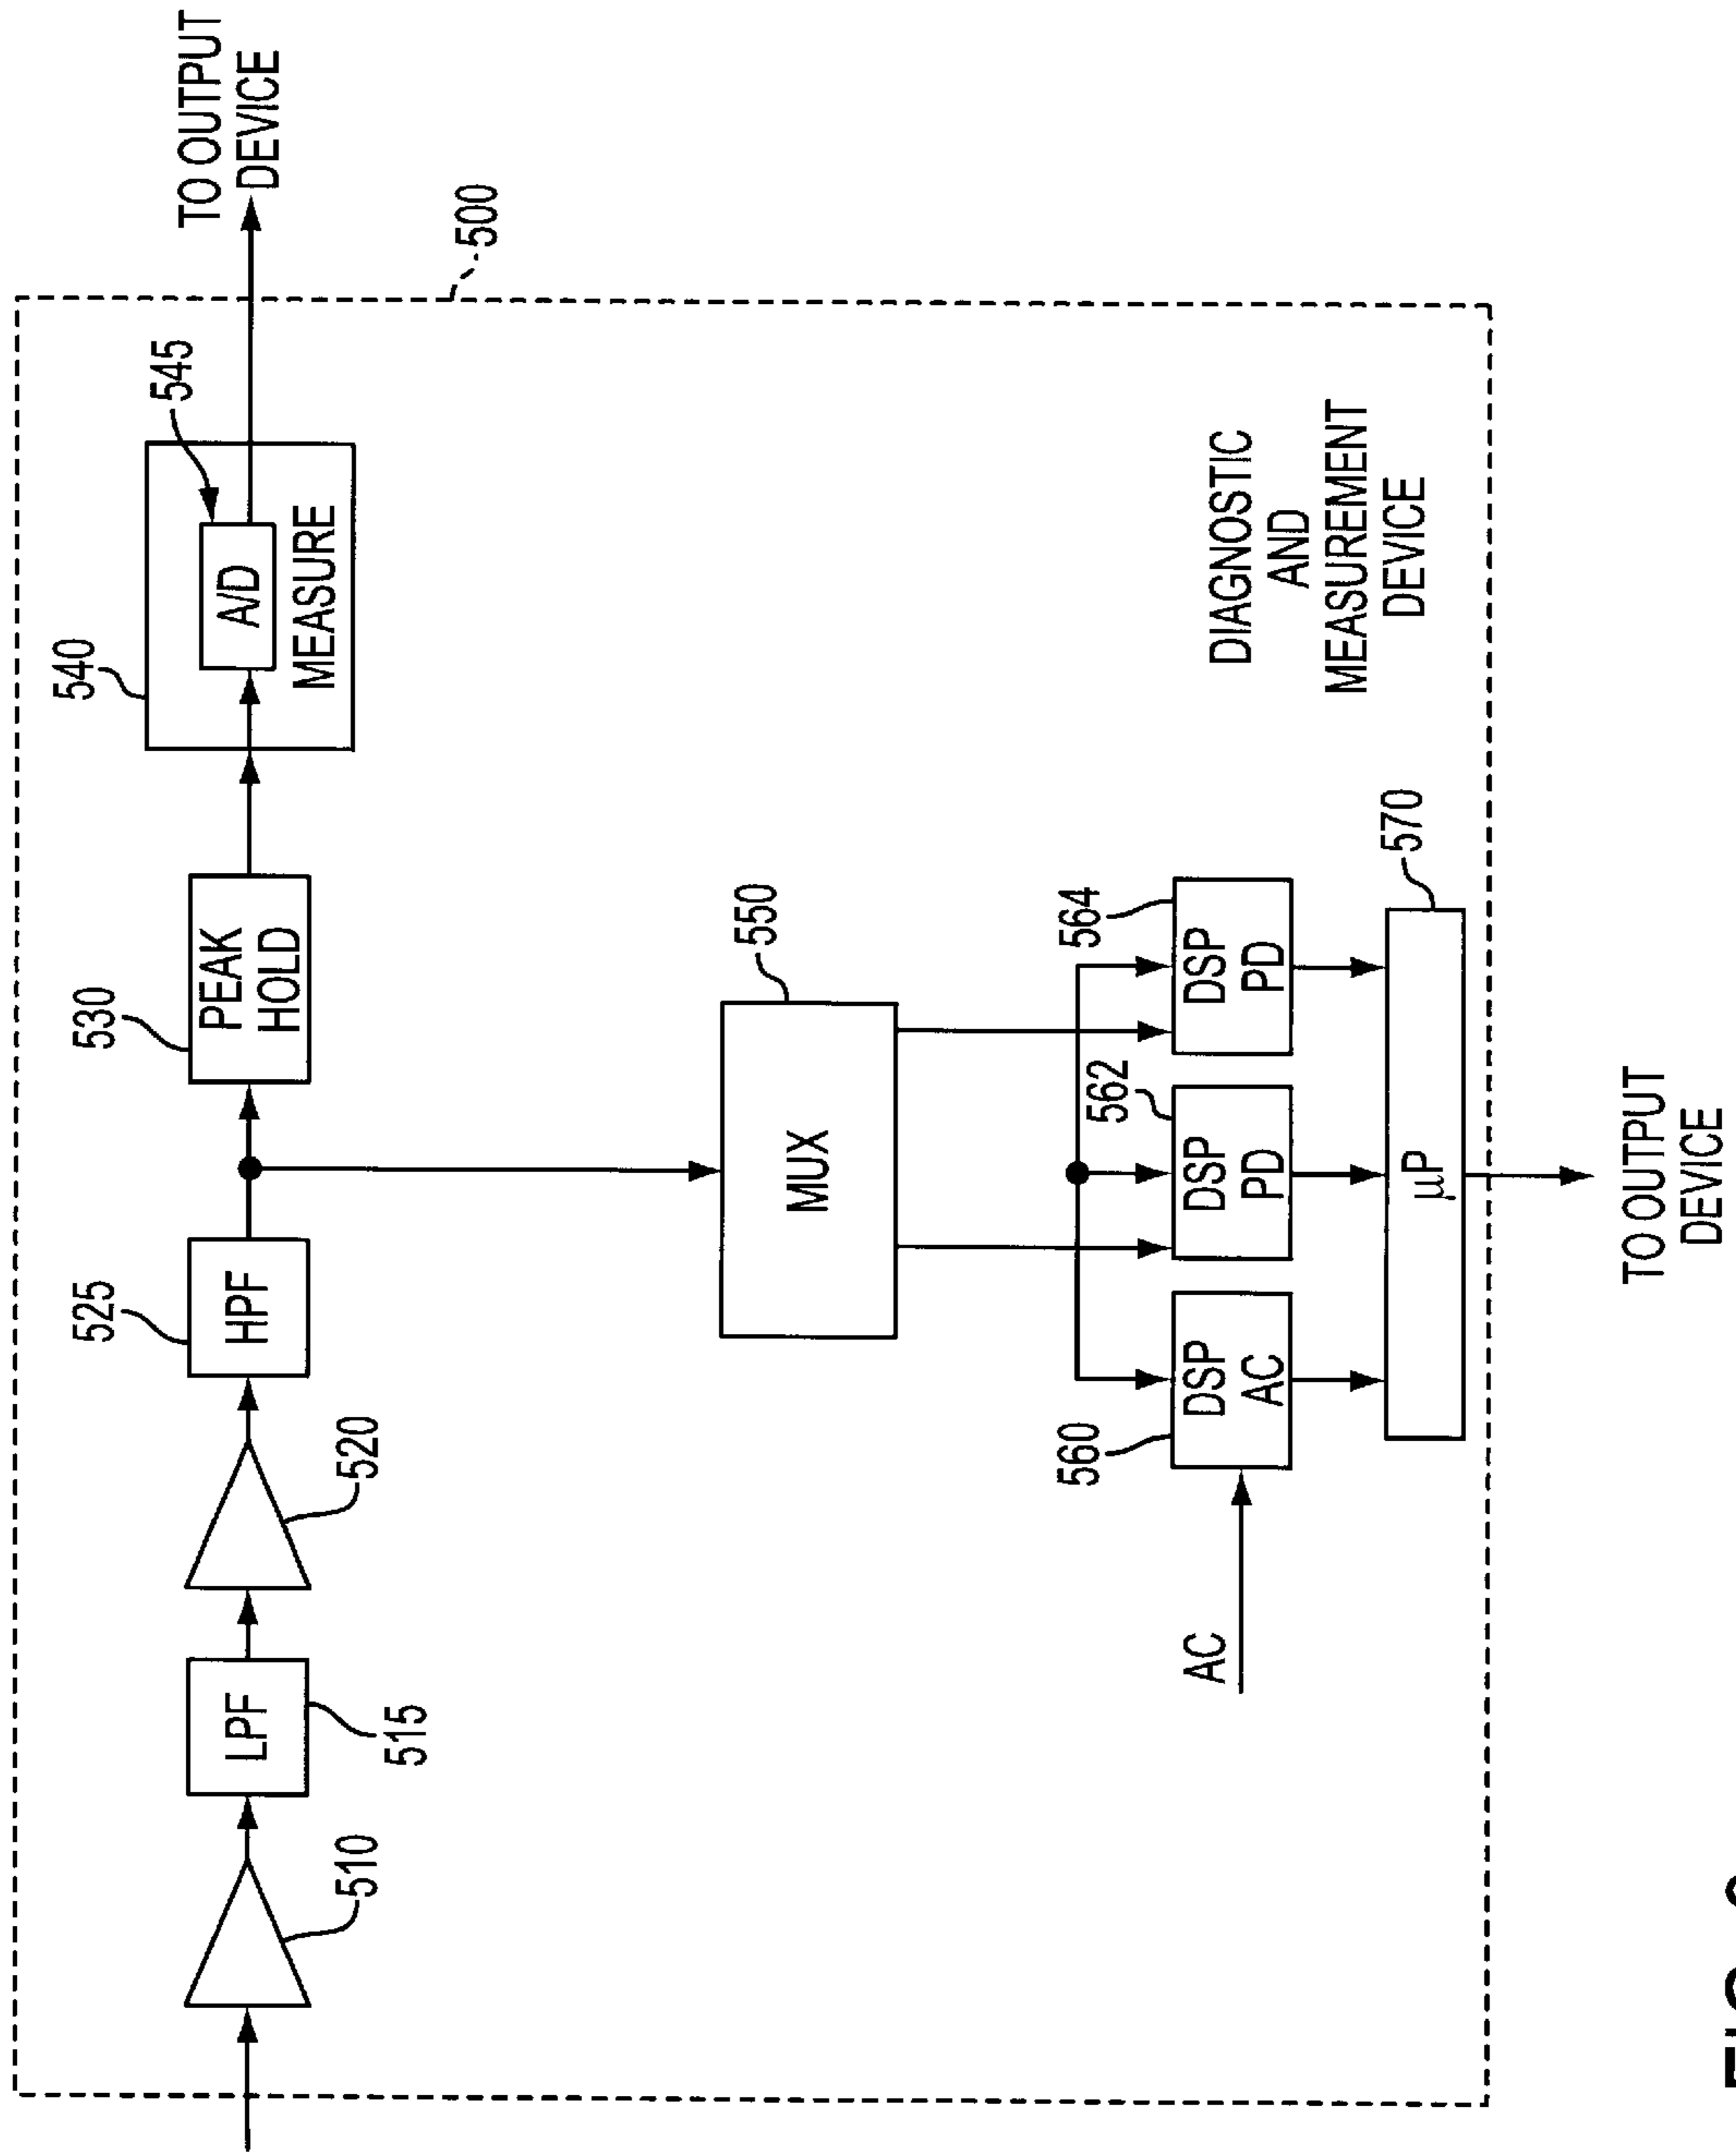 TO OUTPUT
DEVICE
500
540
545
A/D
MEASURE
530
PEAK
HOLD
525
HPF
520
LPF
515
510
DIAGNOSTIC
AND
MEASUREMENT
DEVICE
550
MUX
564
DSP
PD
562
DSP
PD
560
DSP
AC
AC
570
µP
TO OUTPUT
DEVICE